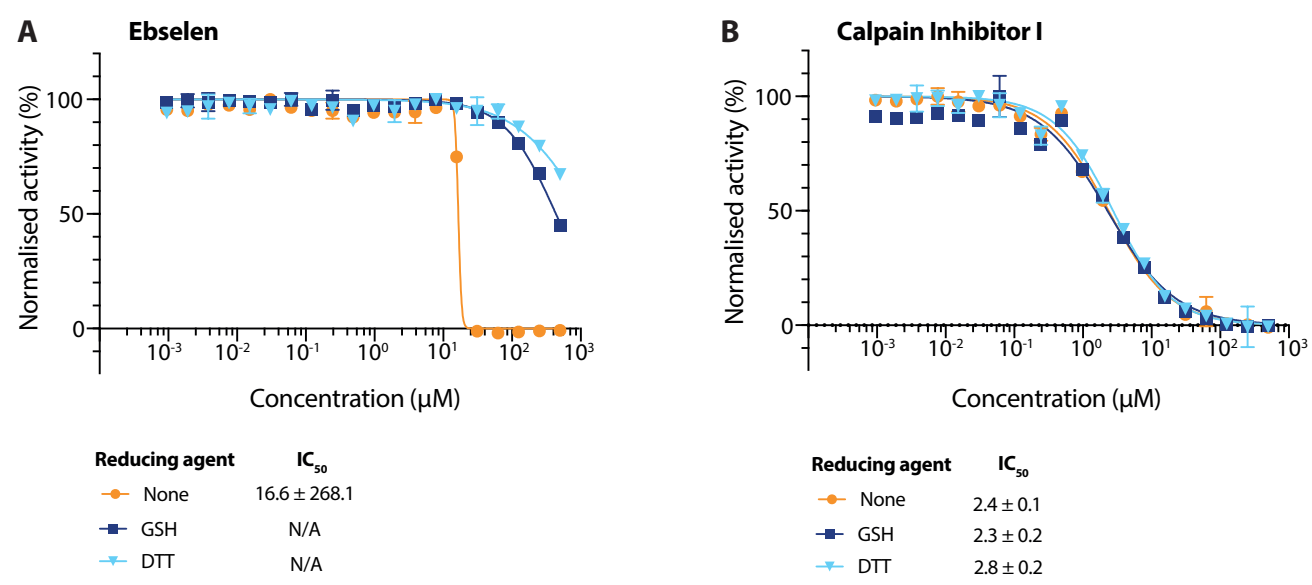 A Ebselen
Normalised activity (%)
100
50
0
10-3 10-2 10-1 100 101 102 103
Concentration (µM)
Reducing agent IC50
None 16.6 ± 268.1
GSH N/A
DTT N/A
B Calpain Inhibitor I
Normalised activity (%)
100
50
0
10-3 10-2 10-1 100 101 102 103
Concentration (µM)
Reducing agent IC50
None 2.4 ± 0.1
GSH 2.3 ± 0.2
DTT 2.8 ± 0.2